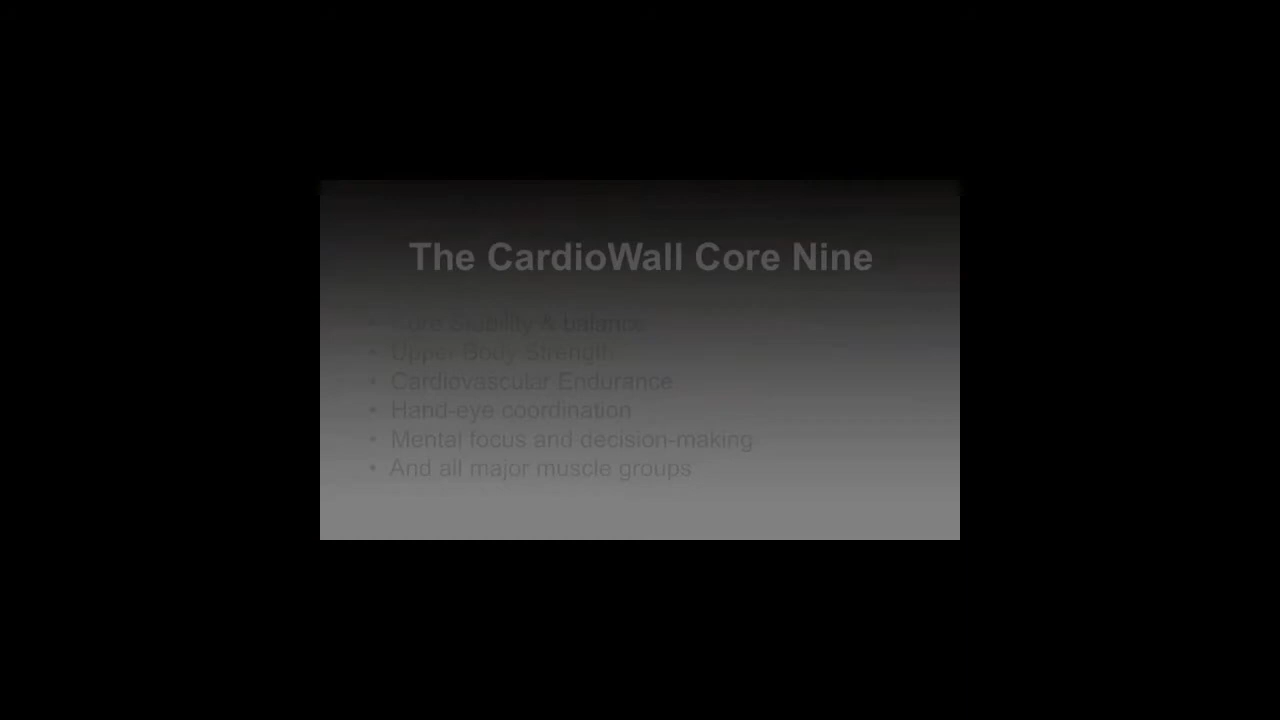 The CardioWall Core Nine
• Core Stability & balance
• Upper Body Strength
• Cardiovascular Endurance
• Hand-eye coordination
• Mental focus and decision-making
• And all major muscle groups